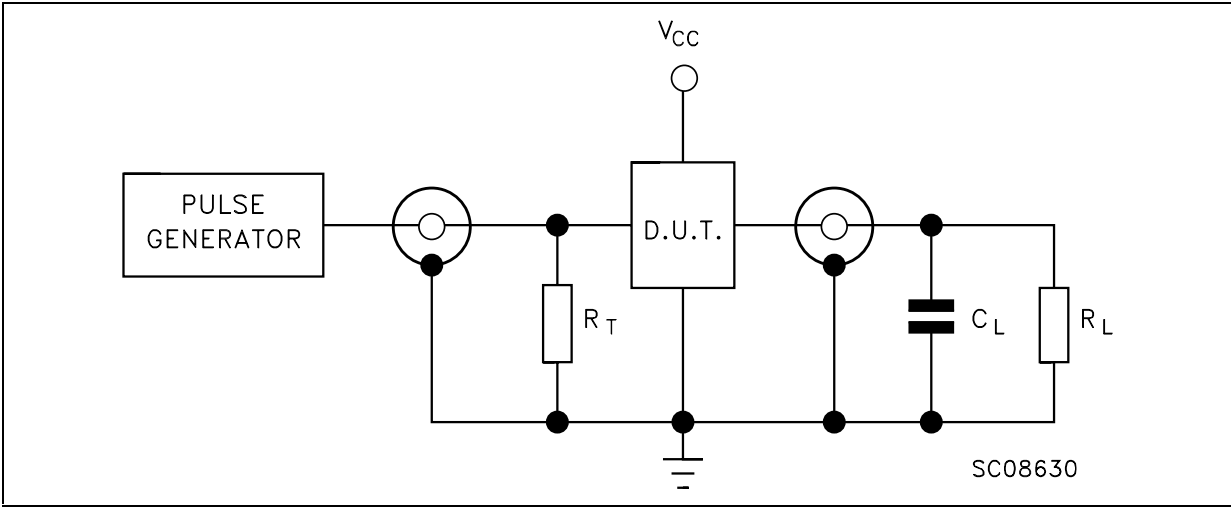 VCC
PULSE
GENERATOR
D.U.T.
RT
CL
RL
SC08630